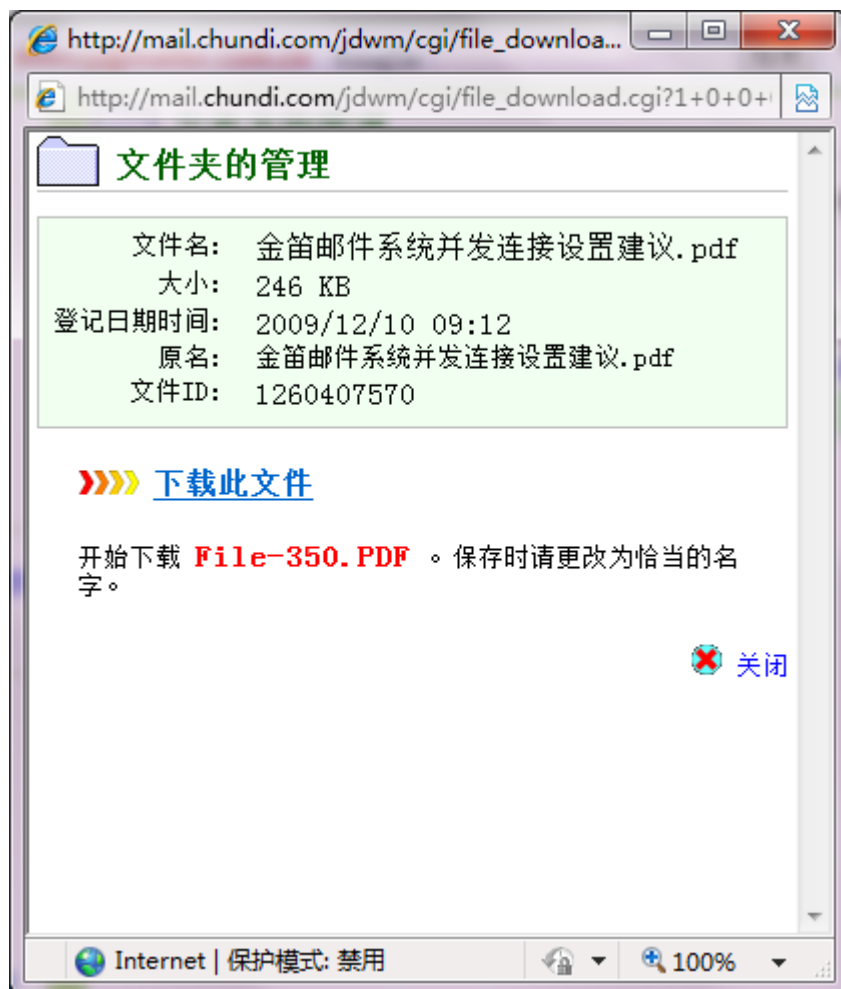 http://mail.chundi.com/jdwm/cgi/file_downloa...
http://mail.chundi.com/jdwm/cgi/file_download.cgi?1+0+0+
文件夹的管理
文件名: 金笛邮件系统并发连接设置建议.pdf
大小: 246 KB
登记日期时间: 2009/12/10 09:12
原名: 金笛邮件系统并发连接设置建议.pdf
文件ID: 1260407570
下载此文件
开始下载 File-350.PDF 。保存时请更改为恰当的名
字。
关闭
Internet | 保护模式: 禁用 100%